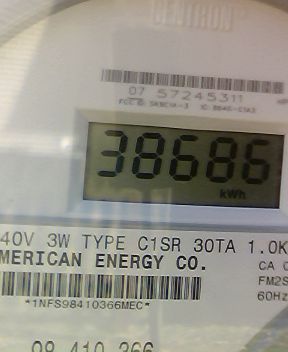 CENTRON
07 57245311
38686
kWh
40V 3W TYPE C1SR 30TA 1.0K
MERICAN ENERGY CO.
CA 0
FM2S
60Hz
*1NFS98410366MEC*
98 410 366